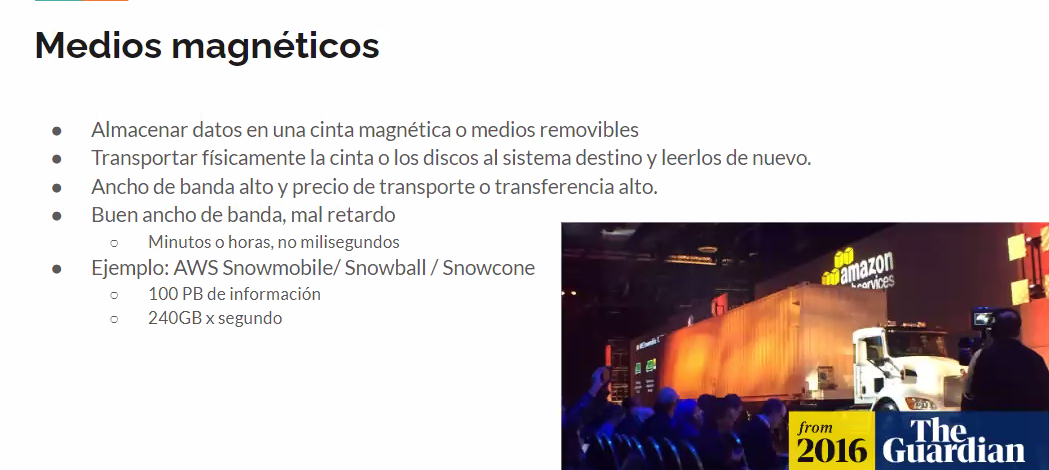 Medios magnéticos
● Almacenar datos en una cinta magnética o medios removibles
● Transportar físicamente la cinta o los discos al sistema destino y leerlos de nuevo.
● Ancho de banda alto y precio de transporte o transferencia alto.
● Buen ancho de banda, mal retardo
○ Minutos o horas, no milisegundos
● Ejemplo: AWS Snowmobile/ Snowball / Snowcone
○ 100 PB de información
○ 240GB x segundo
amazon
services
from
2016
The
Guardian